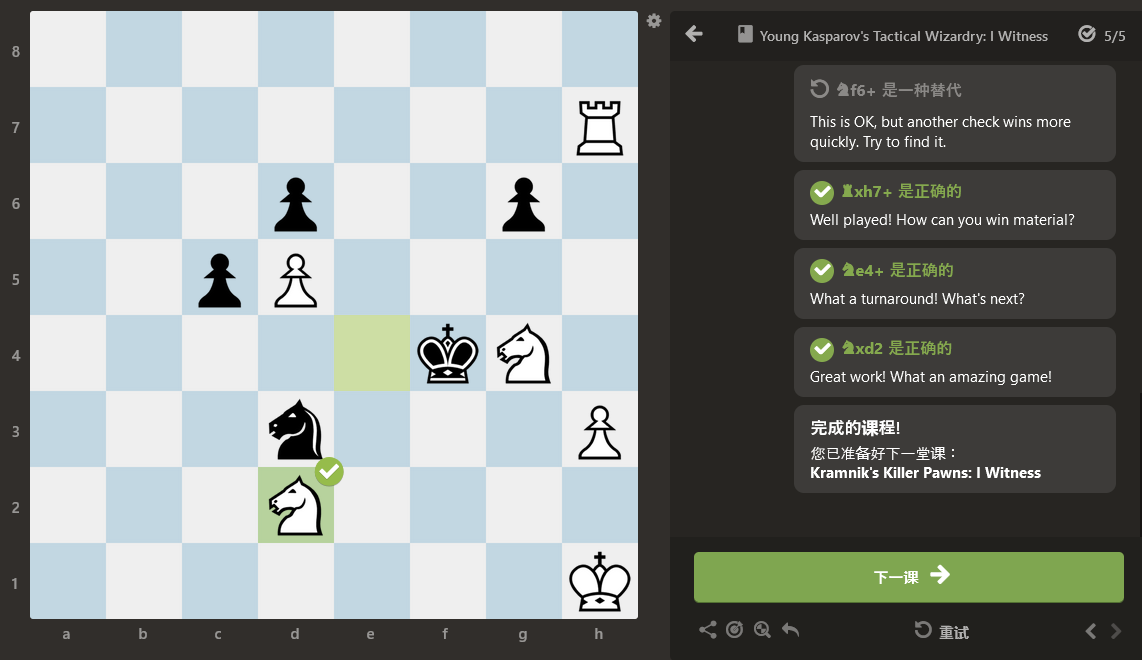 8
7
6
5
4
3
2
1
a b c d e f g h
Young Kasparov's Tactical Wizardry: I Witness 5/5
♞f6+ 是一种替代
This is OK, but another check wins more
quickly. Try to find it.
♜xh7+ 是正确的
Well played! How can you win material?
♞e4+ 是正确的
What a turnaround! What's next?
♞xd2 是正确的
Great work! What an amazing game!
完成的课程!
您已准备好下一堂课：
Kramnik's Killer Pawns: I Witness
下一课
重试